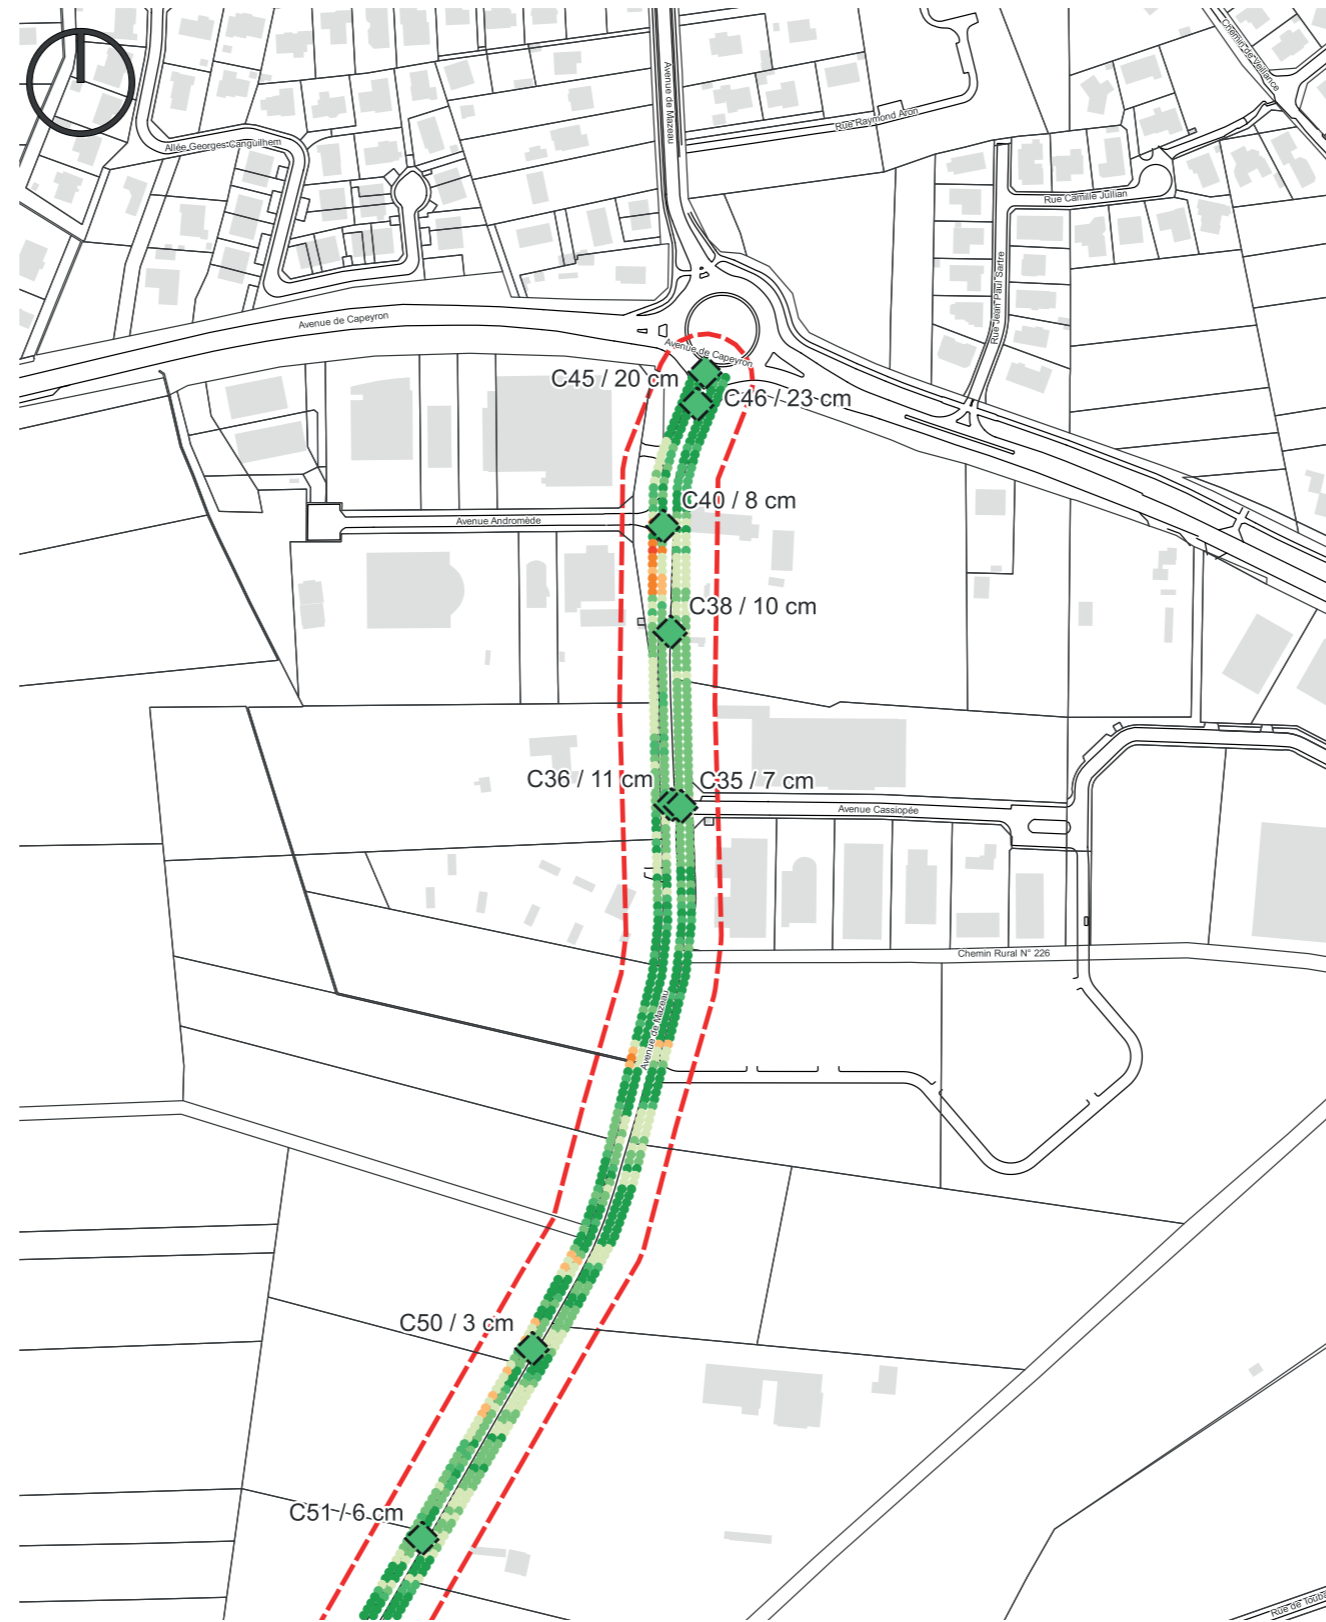 Chemin de Veillance
Avenue de Mazeau
Rue Raymond Aron
Allée Georges Canguilhem
Rue Camille Jullian
Rue Jean Paul Sartre
Avenue de Capeyron
Avenue de Capeyron
C45 / 20 cm
C46 / 23 cm
C40 / 8 cm
Avenue Andromède
C38 / 10 cm
C36 / 11 cm
C35 / 7 cm
Avenue Cassiopée
Chemin Rural N° 226
Avenue de Mazeau
C50 / 3 cm
C51 / 6 cm
Rue de